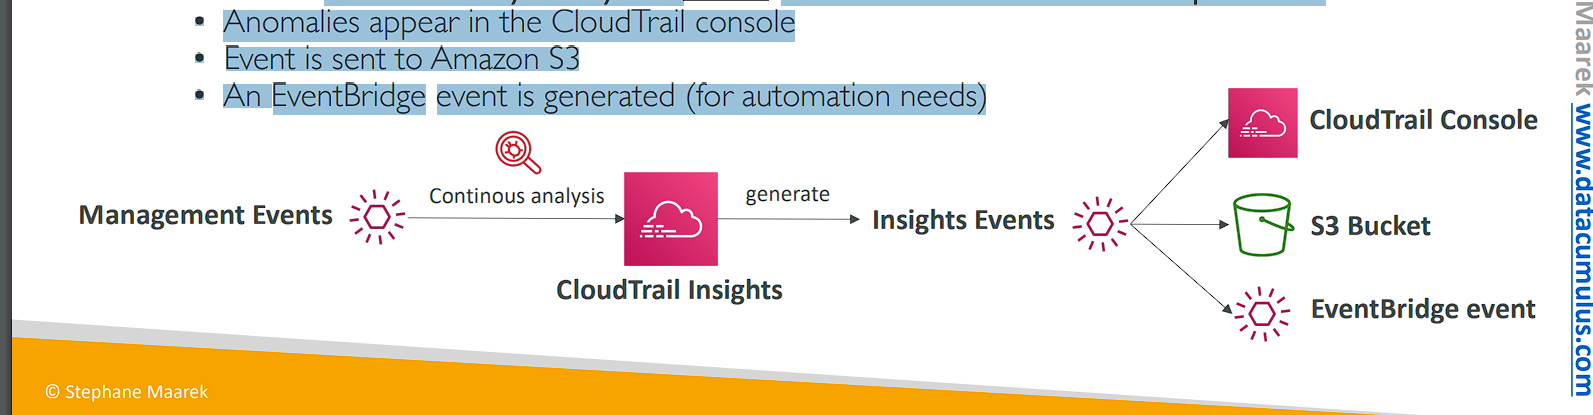 • Anomalies appear in the CloudTrail console
• Event is sent to Amazon S3
• An EventBridge event is generated (for automation needs)
Management Events
Continous analysis
CloudTrail Insights
generate
Insights Events
CloudTrail Console
S3 Bucket
EventBridge event
© Stephane Maarek
Maarek www.datacumulus.com